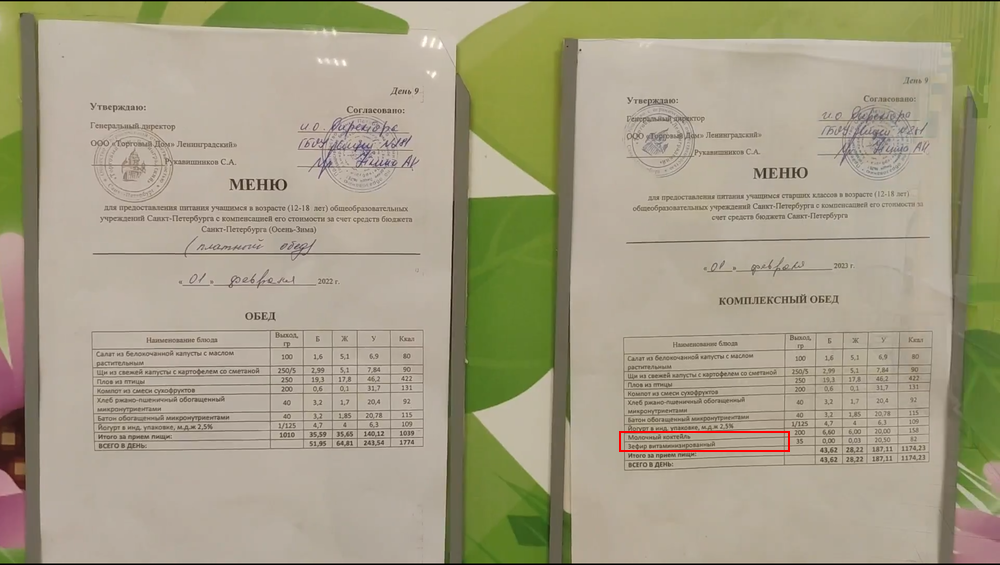 День 9
Утверждаю: Согласовано:
Генеральный директор и.о. директора
ООО «Торговый Дом» Ленинградский» ГБОУ лицей
Рукавишников С.А.
МЕНЮ
для предоставления питания учащимся в возрасте (12-18 лет) общеобразовательных
учреждений Санкт-Петербурга с компенсацией его стоимости за счет средств бюджета
Санкт-Петербурга (Осень-Зима)
(платный обед)
« 01 » февраля 2022 г.
ОБЕД
Наименование блюда Выход, гр Б Ж У Ккал
Салат из белокочанной капусты с маслом
растительным 100 1,6 5,1 6,9 80
Щи из свежей капусты с картофелем со сметаной 250/5 2,99 5,1 7,84 90
Плов из птицы 250 19,3 17,8 46,2 422
Компот из смеси сухофруктов 200 0,6 0,1 31,7 131
Хлеб ржано-пшеничный обогащенный
микронутриентами 40 3,2 1,7 20,4 92
Батон обогащенный микронутриентами 40 3,2 1,85 20,78 115
Йогурт в инд. упаковке, м.д.ж 2,5% 1/125 4,7 4 6,3 109
Итого за прием пищи: 1010 35,59 35,65 140,12 1039
ВСЕГО В ДЕНЬ: 51,95 64,81 243,54 1774
День 9
Утверждаю: Согласовано:
Генеральный директор и.о. директора
ООО «Торговый Дом» Ленинградский» ГБОУ лицей
Рукавишников С.А.
МЕНЮ
для предоставления питания учащимся старших классов в возрасте (12-18 лет)
общеобразовательных учреждений Санкт-Петербурга с компенсацией его стоимости за
счет средств бюджета Санкт-Петербурга
« 01 » февраля 2023 г.
КОМПЛЕКСНЫЙ ОБЕД
Наименование блюда Выход, гр Б Ж У Ккал
Салат из белокочанной капусты с маслом
растительным 100 1,6 5,1 6,9 80
Щи из свежей капусты с картофелем со сметаной 250/5 2,99 5,1 7,84 90
Плов из птицы 250 19,3 17,8 46,2 422
Компот из смеси сухофруктов 200 0,6 0,1 31,7 131
Хлеб ржано-пшеничный обогащенный
микронутриентами 40 3,2 1,7 20,4 92
Батон обогащенный микронутриентами 40 3,2 1,85 20,78 115
Йогурт в инд. упаковке, м.д.ж 2,5% 1/125 4,7 4 6,3 109
Молочный коктейль 200 6,60 6,00 20,00 158
Зефир витаминизированный 35 0,00 0,03 20,50 82
Итого за прием пищи: 43,62 28,22 187,11 1174,23
ВСЕГО В ДЕНЬ: 43,62 28,22 187,11 1174,23